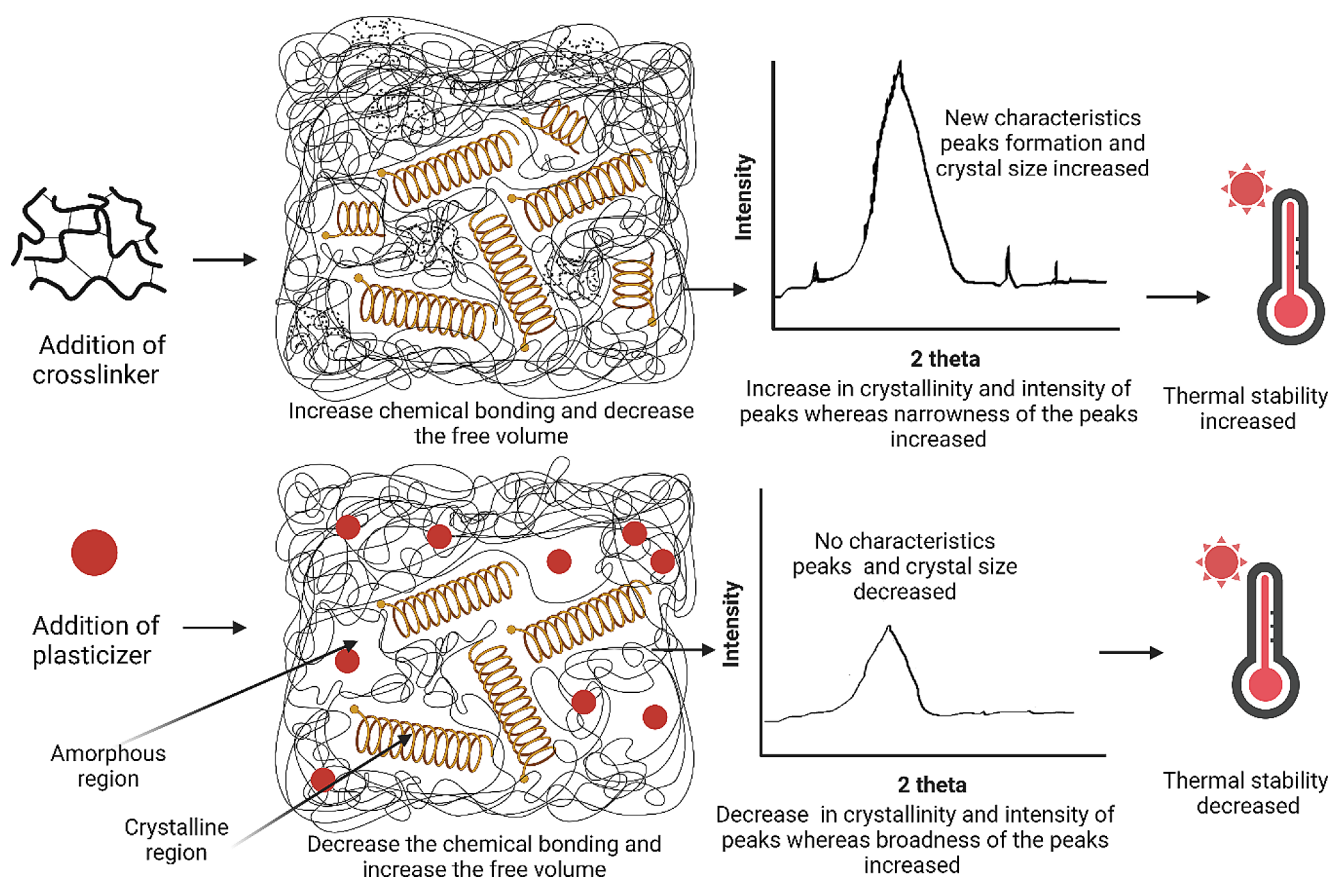 Addition of
crosslinker
Increase chemical bonding and decrease
the free volume
Intensity
New characteristics
peaks formation and
crystal size increased
2 theta
Increase in crystallinity and intensity of
peaks whereas narrowness of the peaks
increased
Thermal stability
increased
Addition of
plasticizer
Amorphous
region
Crystalline
region
Decrease the chemical bonding and
increase the free volume
Intensity
No characteristics
peaks and crystal size
decreased
2 theta
Decrease in crystallinity and intensity of
peaks whereas broadness of the peaks
increased
Thermal stability
decreased